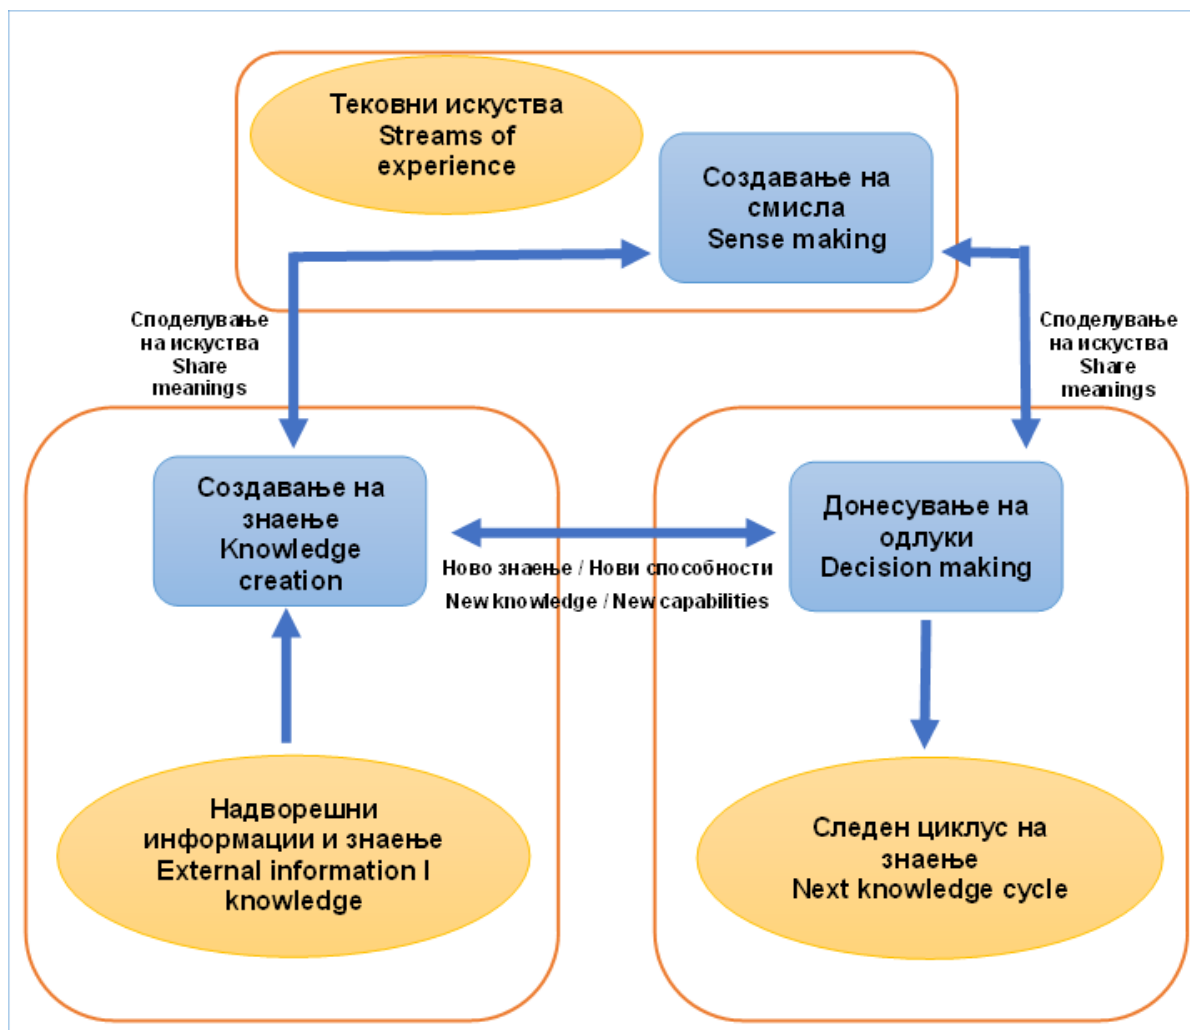 Тековни искуства
Streams of
experience
Создавање на
смисла
Sense making
Споделување
на искуства
Share
meanings
Споделување
на искуства
Share
meanings
Создавање на
знаење
Knowledge
creation
Донесување на
одлуки
Decision making
Ново знаење / Нови способности
New knowledge / New capabilities
Надворешни
информации и знаење
External information I
knowledge
Следен циклус на
знаење
Next knowledge cycle